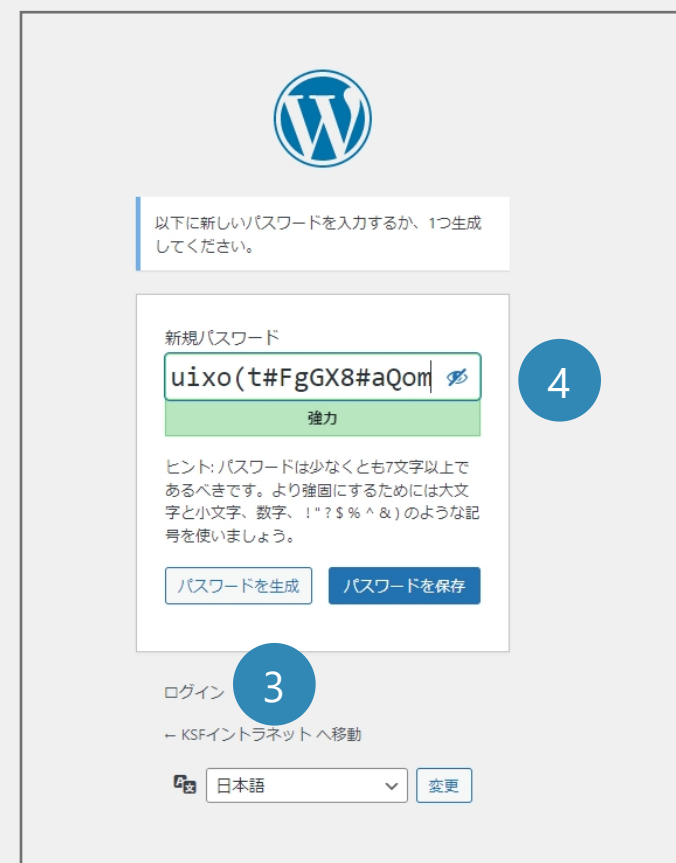 以下に新しいパスワードを入力するか、1つ生成
してください。
新規パスワード
uixo(t#FgGX8#aQom
4
強力
ヒント: パスワードは少なくとも7文字以上で
あるべきです。より強固にするためには大文
字と小文字、数字、! " ? $ % ^ & ) のような記
号を使いましょう。
パスワードを生成 パスワードを保存
ログイン
3
← KSFイントラネット へ移動
日本語 変更